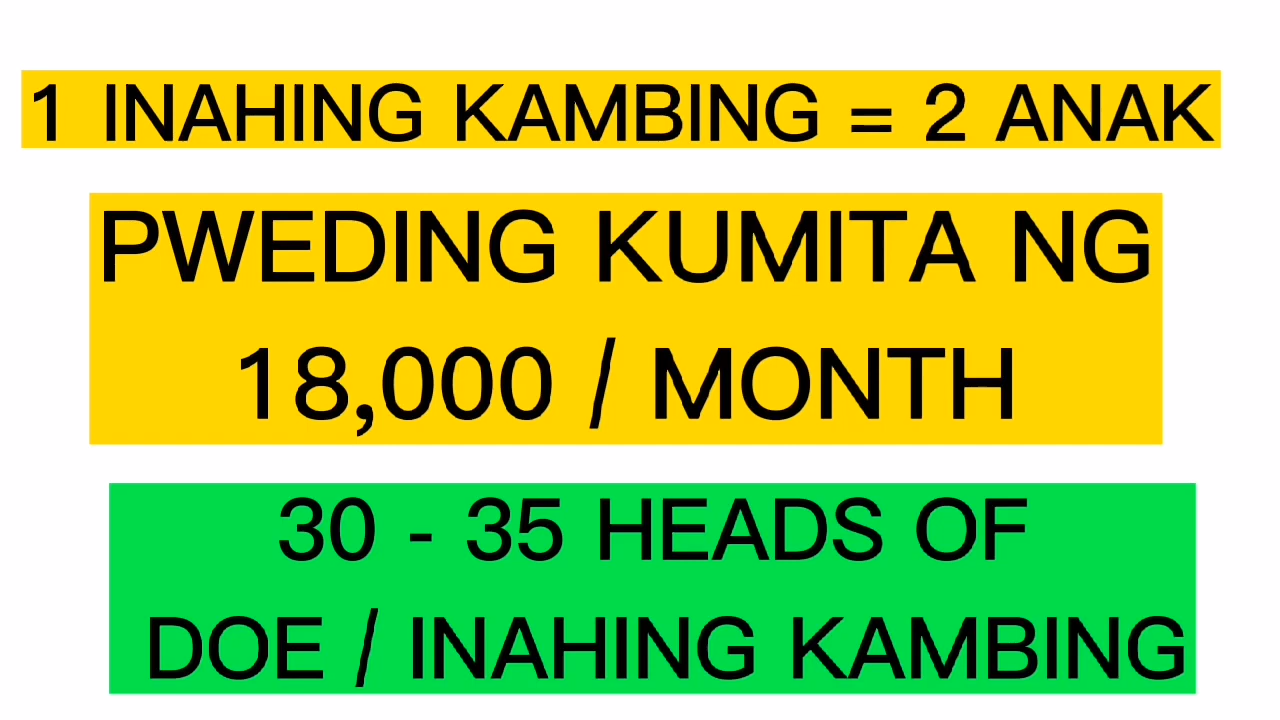 1 INAHING KAMBING = 2 ANAK
PWEDING KUMITA NG
18,000 / MONTH
30 - 35 HEADS OF
DOE / INAHING KAMBING